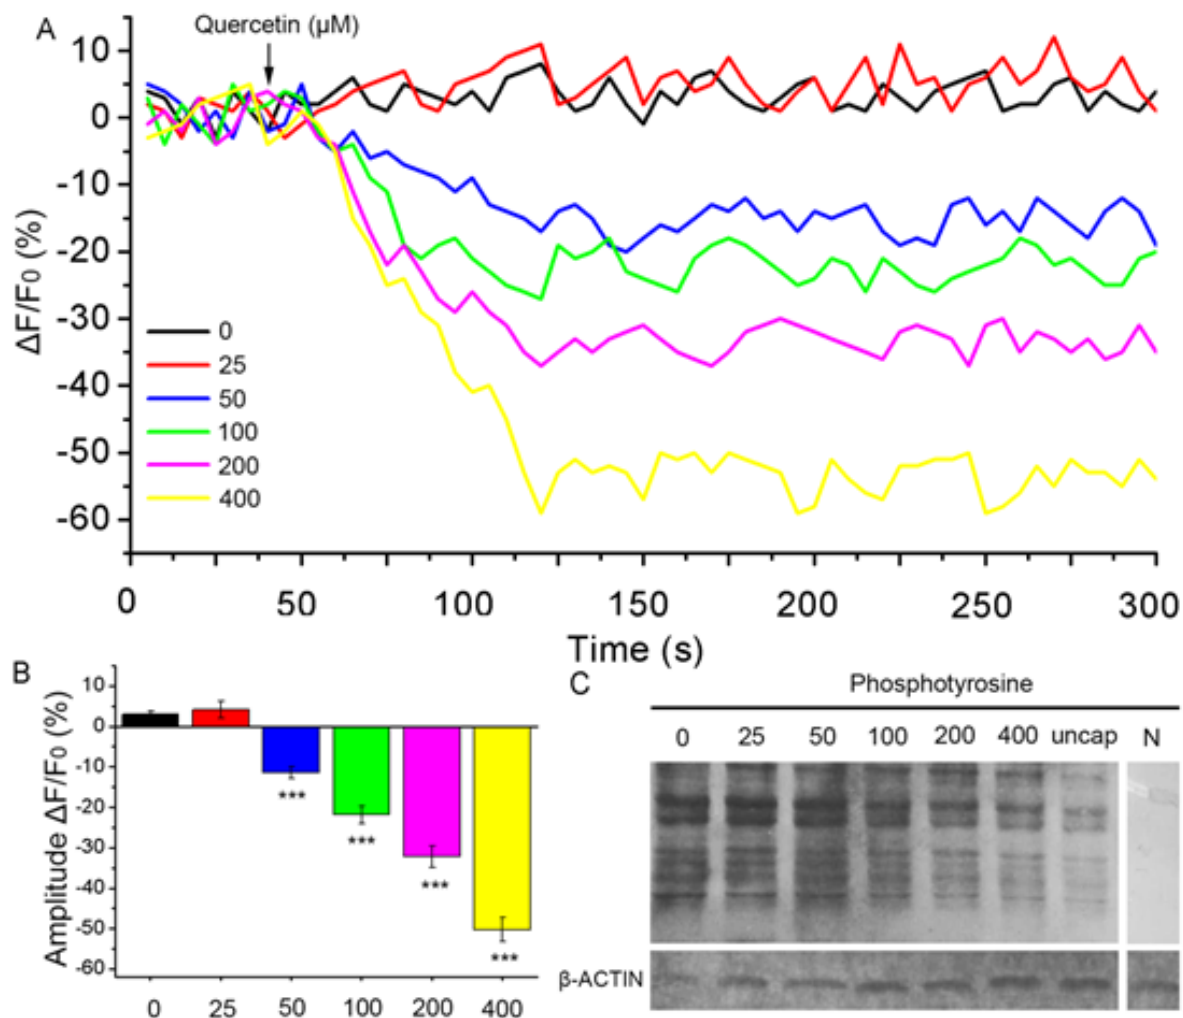 A
Quercetin (µM)
10
0
-10
-20
-30
-40
-50
-60
ΔF/F0 (%)
0
25
50
100
200
400
0 50 100 150 200 250 300
Time (s)
B
10
0
-10
-20
-30
-40
-50
-60
Amplitude ΔF/F0 (%)
***
***
***
***
0 25 50 100 200 400
C
Phosphotyrosine
0 25 50 100 200 400 uncap N
β-ACTIN